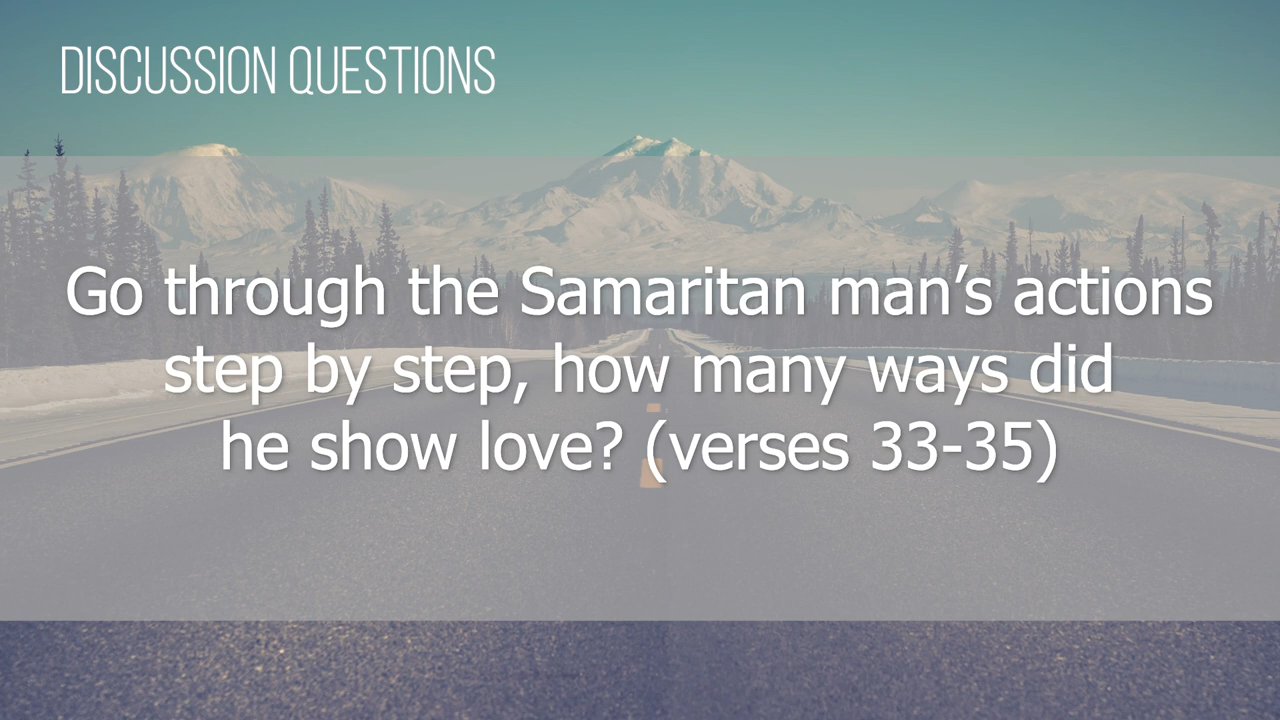 DISCUSSION QUESTIONS
Go through the Samaritan man’s actions
step by step, how many ways did
he show love? (verses 33-35)